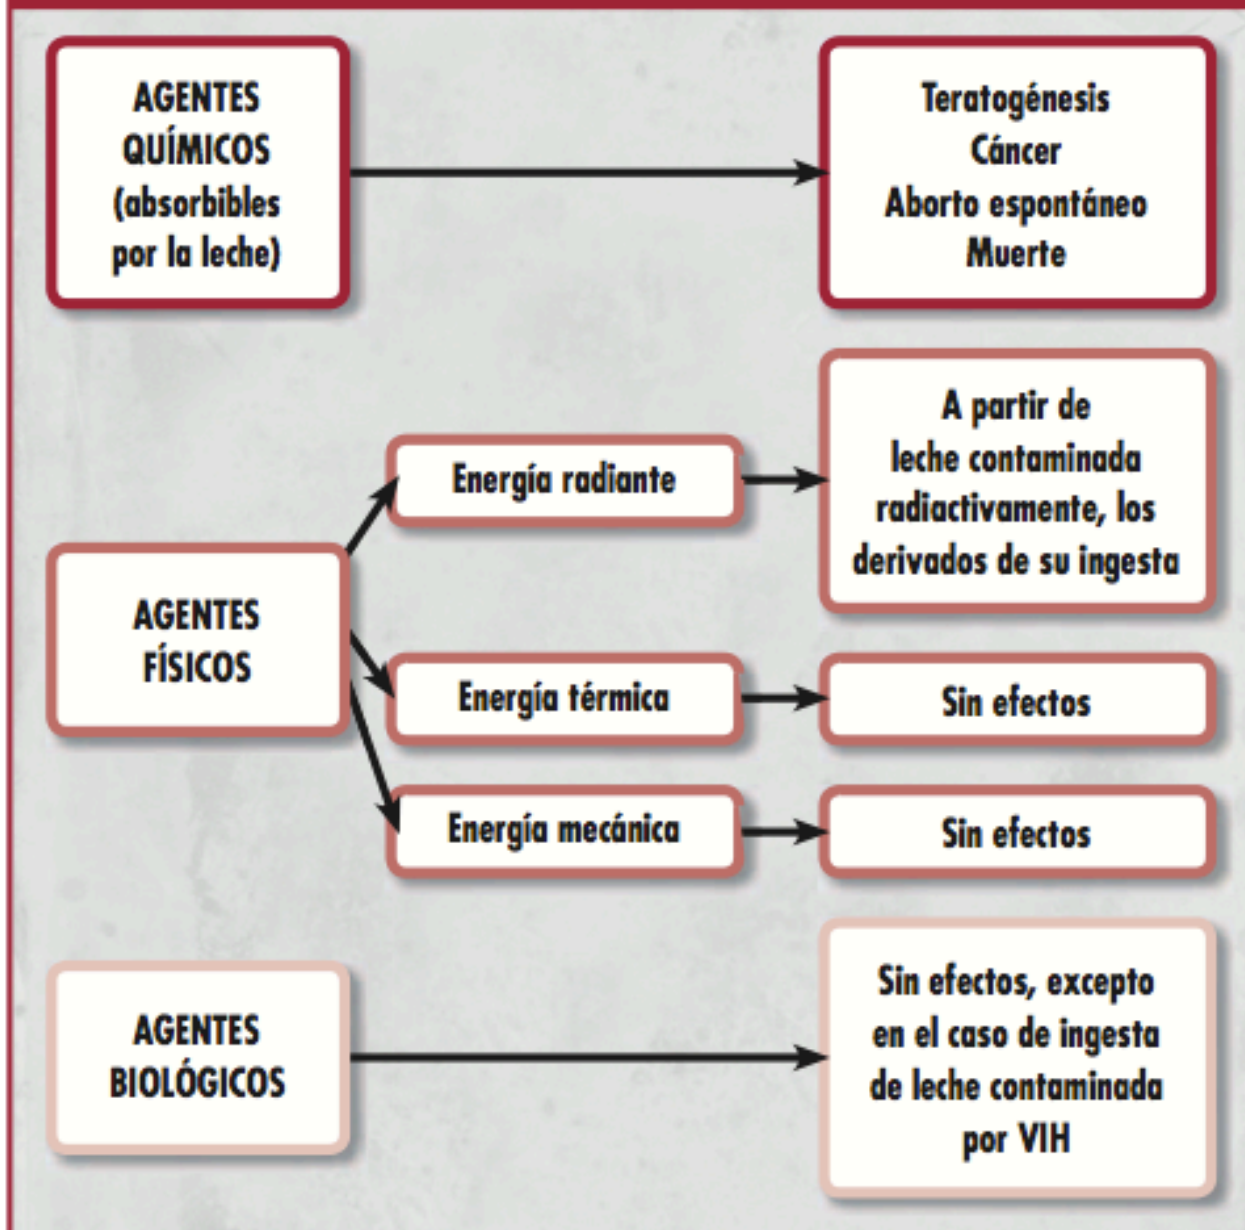 AGENTES
QUÍMICOS
(absorbibles
por la leche)
Teratogénesis
Cáncer
Aborto espontáneo
Muerte
AGENTES
FÍSICOS
Energía radiante
A partir de
leche contaminada
radiactivamente, los
derivados de su ingesta
Energía térmica
Sin efectos
Energía mecánica
Sin efectos
AGENTES
BIOLÓGICOS
Sin efectos, excepto
en el caso de ingesta
de leche contaminada
por VIH